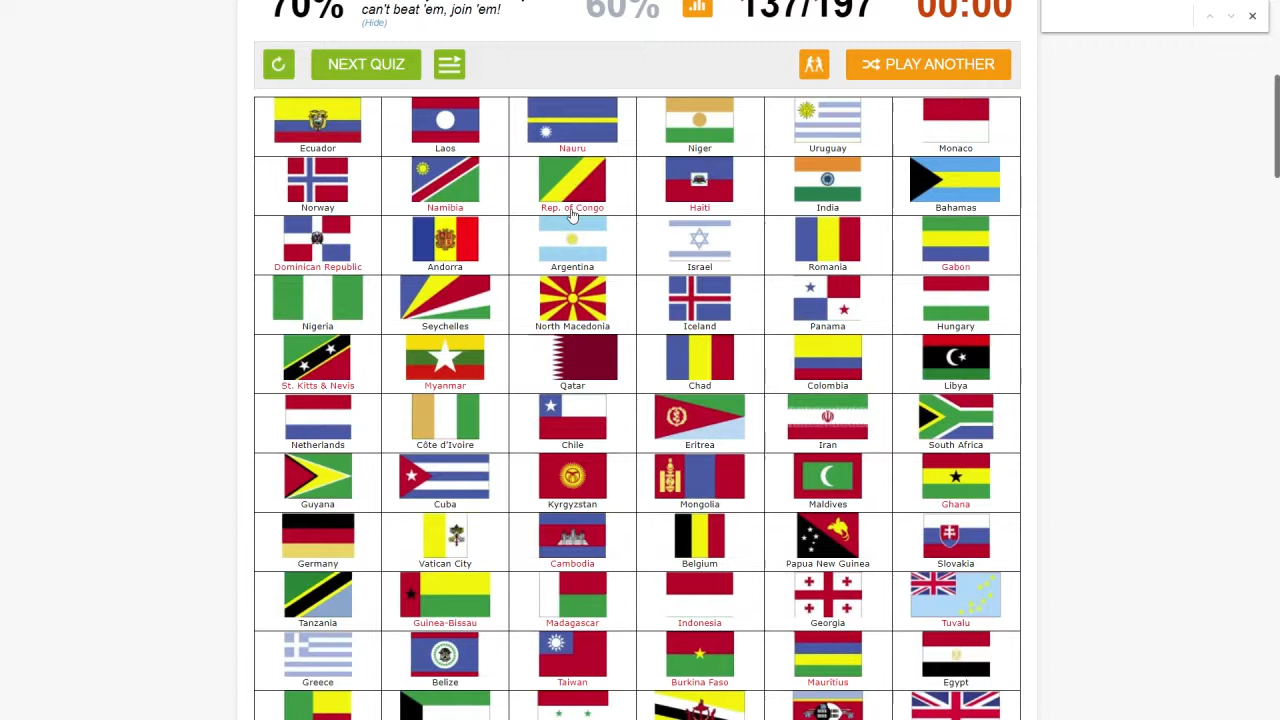 70%
can't beat 'em, join 'em!
(Hide)
60%
137/197
00:00
NEXT QUIZ
PLAY ANOTHER
Ecuador
Laos
Nauru
Niger
Uruguay
Monaco
Norway
Namibia
Rep. of Congo
Haiti
India
Bahamas
Dominican Republic
Andorra
Argentina
Israel
Romania
Gabon
Nigeria
Seychelles
North Macedonia
Iceland
Panama
Hungary
St. Kitts & Nevis
Myanmar
Qatar
Chad
Colombia
Libya
Netherlands
Côte d'Ivoire
Chile
Eritrea
Iran
South Africa
Guyana
Cuba
Kyrgyzstan
Mongolia
Maldives
Ghana
Germany
Vatican City
Cambodia
Belgium
Papua New Guinea
Slovakia
Tanzania
Guinea-Bissau
Madagascar
Indonesia
Georgia
Tuvalu
Greece
Belize
Taiwan
Burkina Faso
Mauritius
Egypt